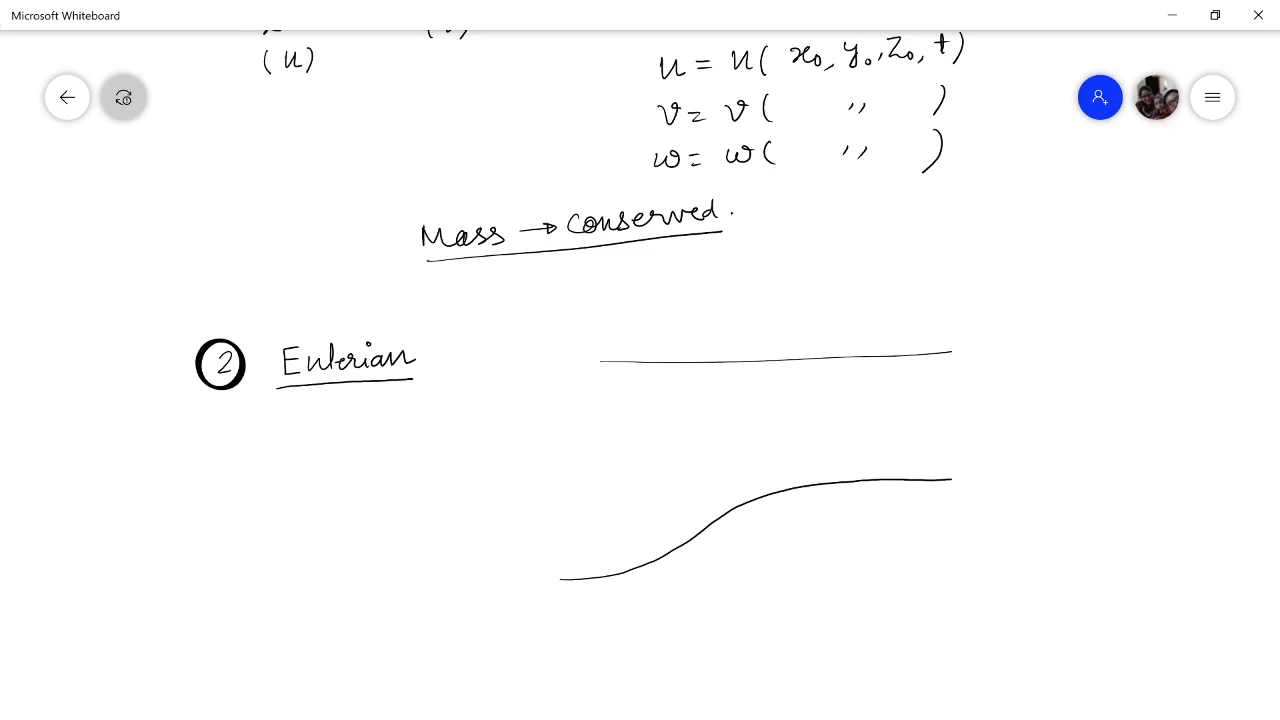 Microsoft Whiteboard
(u)
u = u( x₀, y₀, z₀, t)
v = v( ,, )
w = w( ,, )
Mass → Conserved.
2 Eulerian